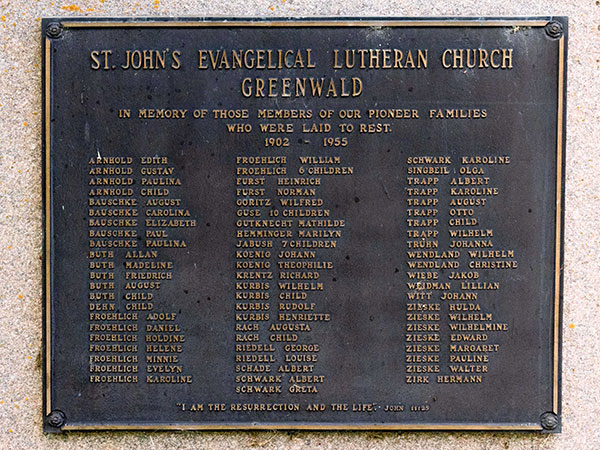 ST. JOHN'S EVANGELICAL LUTHERAN CHURCH
GREENWALD
IN MEMORY OF THOSE MEMBERS OF OUR PIONEER FAMILIES
WHO WERE LAID TO REST.
1902 - 1955
ARNHOLD EDITH
ARNHOLD GUSTAV
ARNHOLD PAULINA
ARNHOLD CHILD
BAUSCHKE AUGUST
BAUSCHKE CAROLINA
BAUSCHKE ELIZABETH
BAUSCHKE PAUL
BAUSCHKE PAULINA
BUTH ALLAN
BUTH MADELINE
BUTH FRIEDRICH
BUTH AUGUST
BUTH CHILD
DEHN CHILD
FROEHLICH ADOLF
FROEHLICH DANIEL
FROEHLICH HOLDINE
FROEHLICH HELENE
FROEHLICH MINNIE
FROEHLICH EVELYN
FROEHLICH KAROLINE
FROEHLICH WILLIAM
FROEHLICH 6 CHILDREN
FURST HEINRICH
FURST NORMAN
GORITZ WILFRED
GUSE 10 CHILDREN
GUTKNECHT MATHILDE
HEMMINGER MARILYN
JABUSH 7 CHILDREN
KOENIG JOHANN
KOENIG THEOPHILIE
KRENTZ RICHARD
KURBIS WILHELM
KURBIS CHILD
KURBIS RUDOLF
KURBIS HENRIETTE
RACH AUGUSTA
RACH CHILD
RIEDELL GEORGE
RIEDELL LOUISE
SCHADE ALBERT
SCHWARK ALBERT
SCHWARK GRETA
SCHWARK KAROLINE
SINGBEIL OLGA
TRAPP ALBERT
TRAPP KAROLINE
TRAPP AUGUST
TRAPP OTTO
TRAPP CHILD
TRAPP WILHELM
TRUHN JOHANNA
WENDLAND WILHELM
WENDLAND CHRISTINE
WIEBE JAKOB
WEIDMAN LILLIAN
WITT JOHANN
ZIESKE HULDA
ZIESKE WILHELM
ZIESKE WILHELMINE
ZIESKE EDWARD
ZIESKE MARGARET
ZIESKE PAULINE
ZIESKE WALTER
ZIRK HERMANN
"I AM THE RESURRECTION AND THE LIFE". JOHN 11:25